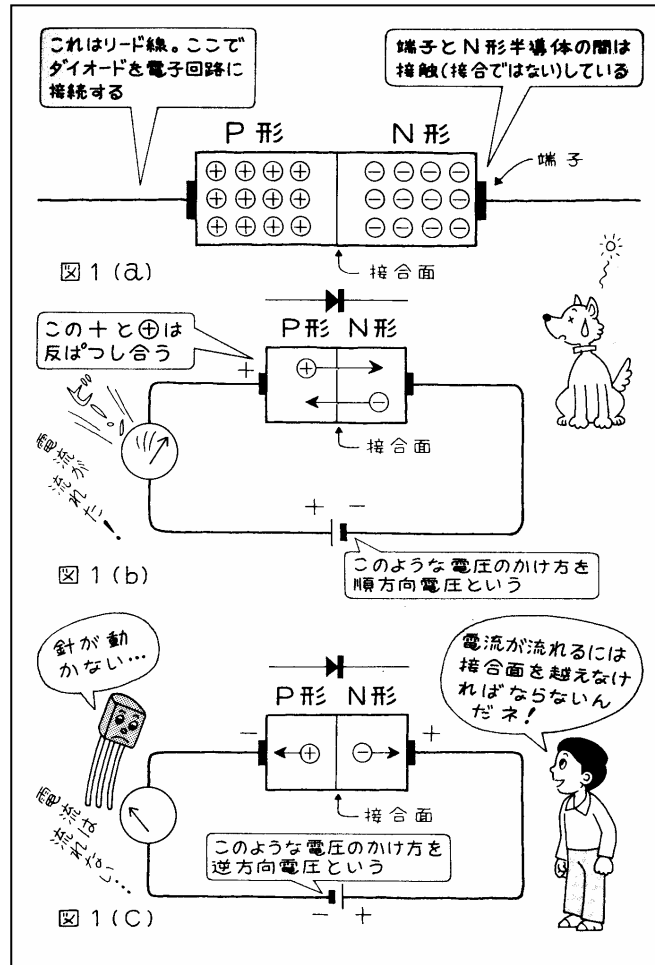 これはリード線。ここで
ダイオードを電子回路に
接続する
端子とN形半導体の間は
接触(接合ではない)している
P形
N形
端子
⊕ ⊕ ⊕ ⊕
⊖ ⊖ ⊖ ⊖
⊕ ⊕ ⊕ ⊕
⊖ ⊖ ⊖ ⊖
⊕ ⊕ ⊕ ⊕
⊖ ⊖ ⊖ ⊖
接合面
図1(a)
この+と⊕は
反ぱつし合う
P形 N形
+
⊕
⊖
接合面
ビーッ!
電流が
流れた!
+ −
このような電圧のかけ方を
順方向電圧という
図1(b)
針が動
かない…
P形 N形
− +
⊕ ⊖
接合面
電流が流れるには
接合面を越えなけ
ればならないん
だネ!
電流は
流れない…
このような電圧のかけ方を
逆方向電圧という
− +
図1(C)